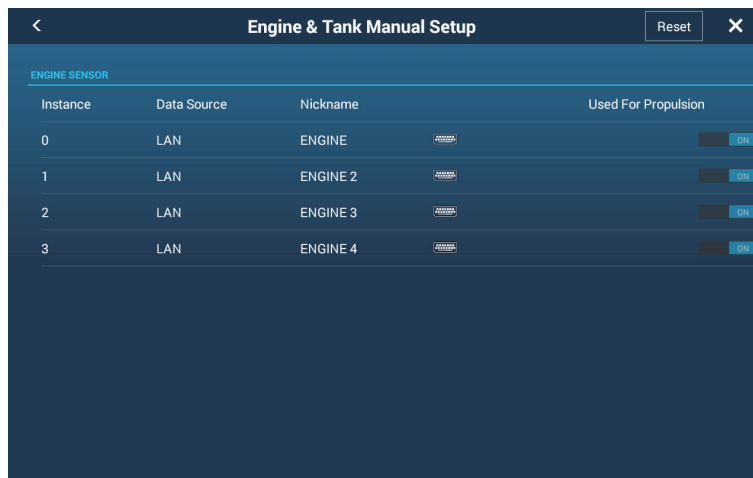 Engine & Tank Manual Setup Reset
ENGINE SENSOR
Instance Data Source Nickname Used For Propulsion
0 LAN ENGINE ON
1 LAN ENGINE 2 ON
2 LAN ENGINE 3 ON
3 LAN ENGINE 4 ON